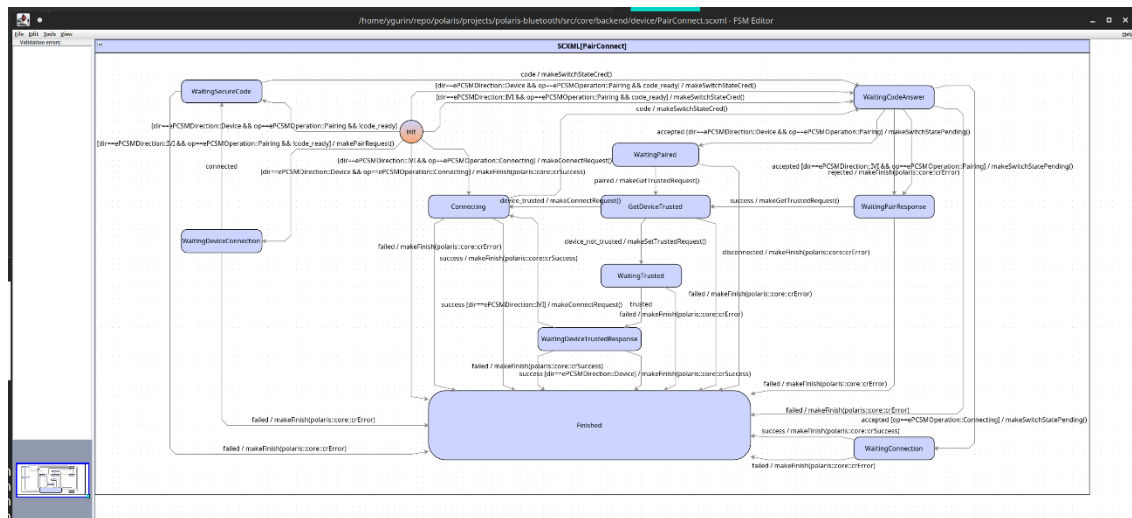 /home/ygurin/repo/polaris/projects/polaris-bluetooth/src/core/backend/device/PairConnect.scxml - FSM Editor
File Edit Tools View
Help
Validation errors:
SCXML[PairConnect]
code / makeSwitchStateCred()
WaitingSecureCode
[dir==ePCSMDirection::Device && op==ePCSMOperation::Pairing && code_ready] / makeSwitchStateCred()
WaitingCodeAnswer
[dir==ePCSMDirection::IVI && op==ePCSMOperation::Pairing && code_ready] / makeSwitchStateCred()
code / makeSwitchStateCred()
[dir==ePCSMDirection::Device && op==ePCSMOperation::Pairing && !code_ready]
init
accepted [dir==ePCSMDirection::Device && op==ePCSMOperation::Pairing] / makeSwitchStatePending()
[dir==ePCSMDirection::IVI && op==ePCSMOperation::Pairing && !code_ready] / makePairRequest()
WaitingPaired
[dir==ePCSMDirection::IVI && op==ePCSMOperation::Connecting] / makeConnectRequest()
connected
accepted [dir==ePCSMDirection::IVI && op==ePCSMOperation::Pairing] / makeSwitchStatePending()
[dir==ePCSMDirection::Device && op==ePCSMOperation::Connecting] / makeFinish(polaris::core::crSuccess)
rejected / makeFinish(polaris::core::crError)
paired / makeGetTrustedRequest()
device_trusted / makeConnectRequest()
success / makeGetTrustedRequest()
Connecting
GetDeviceTrusted
WaitingPairResponse
WaitingDeviceConnection
device_not_trusted / makeSetTrustedRequest()
failed / makeFinish(polaris::core::crError)
disconnected / makeFinish(polaris::core::crError)
success / makeFinish(polaris::core::crSuccess)
WaitingTrusted
failed / makeFinish(polaris::core::crError)
success [dir==ePCSMDirection::IVI] / makeConnectRequest()
trusted
failed / makeFinish(polaris::core::crError)
WaitingDeviceTrustedResponse
failed / makeFinish(polaris::core::crSuccess)
success [dir==ePCSMDirection::Device] / makeFinish(polaris::core::crSuccess)
failed / makeFinish(polaris::core::crError)
failed / makeFinish(polaris::core::crError)
failed / makeFinish(polaris::core::crError)
accepted [op==ePCSMOperation::Connecting] / makeSwitchStatePending()
Finished
success / makeFinish(polaris::core::crSuccess)
failed / makeFinish(polaris::core::crError)
WaitingConnection
failed / makeFinish(polaris::core::crError)